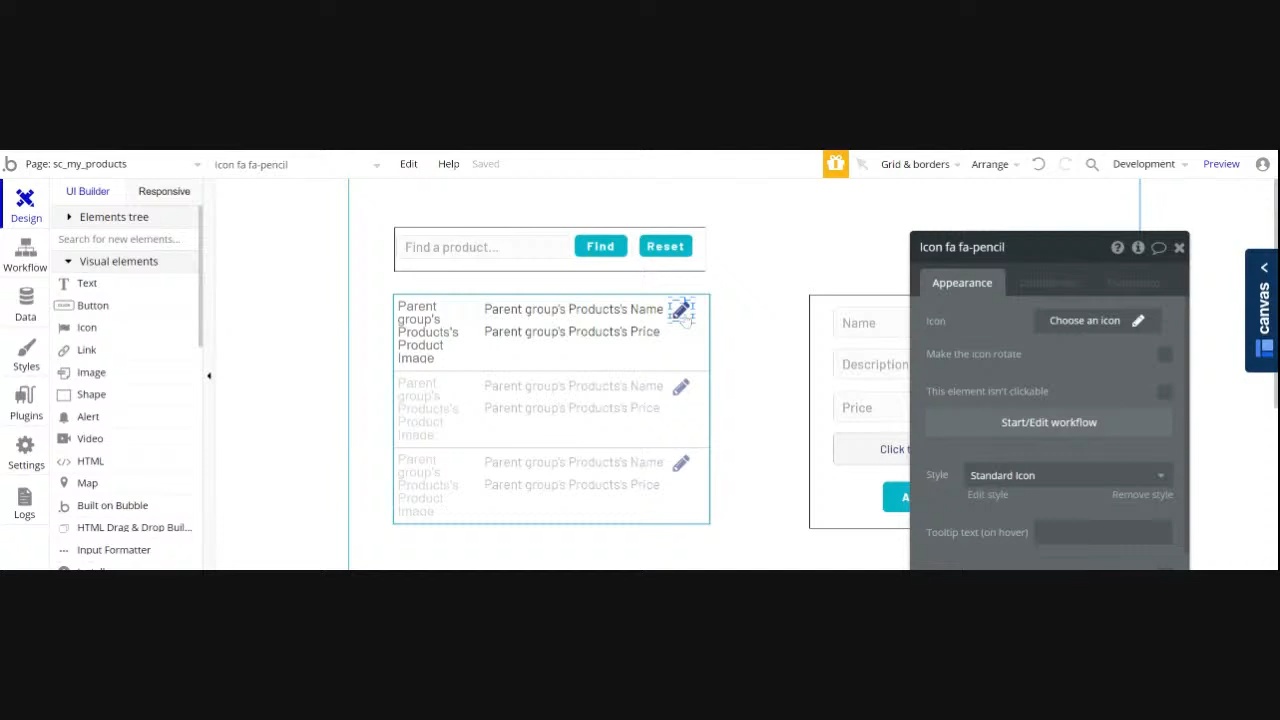 Page: sc_my_products
Icon fa fa-pencil
Edit
Help
Saved
Grid & borders
Arrange
Development
Preview
Design
Workflow
Data
Styles
Plugins
Settings
Logs
UI Builder
Responsive
Elements tree
Search for new elements...
Visual elements
Text
Button
Icon
Link
Image
Shape
Alert
Video
HTML
Map
Built on Bubble
HTML Drag & Drop Buil...
Input Formatter
Find a product...
Find
Reset
Parent
group's
Products's
Product
Image
Parent group's Products's Name
Parent group's Products's Price
Parent
group's
Products's
Product
Image
Parent group's Products's Name
Parent group's Products's Price
Parent
group's
Products's
Product
Image
Parent group's Products's Name
Parent group's Products's Price
Name
Description
Price
Click t
A
Icon fa fa-pencil
Appearance
Icon
Choose an icon
Make the icon rotate
This element isn't clickable
Start/Edit workflow
Style
Standard Icon
Edit style
Remove style
Tooltip text (on hover)
canvas